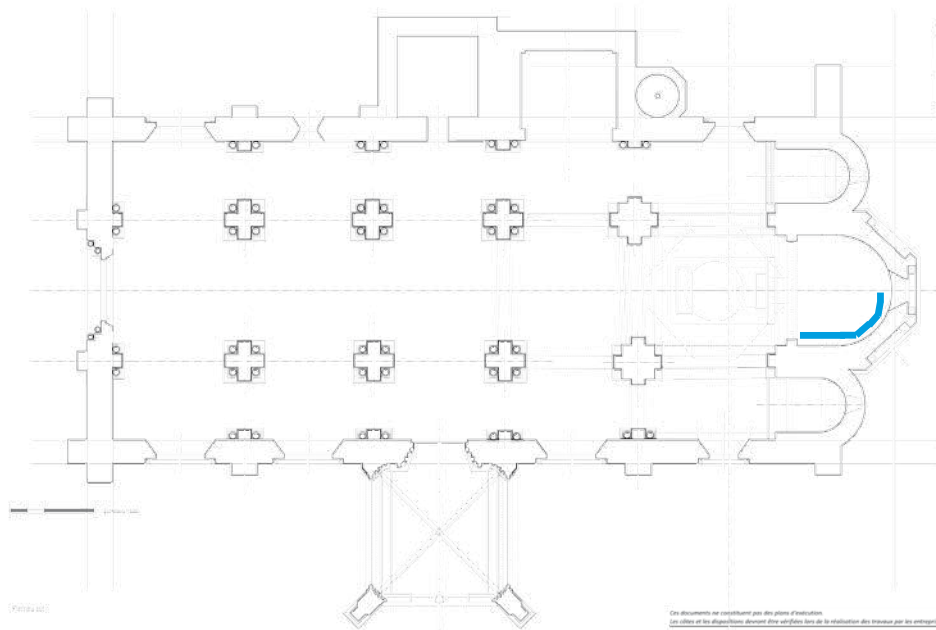 Ces documents ne constituent pas des plans d'exécution.
Les côtes et les dispositions devront être vérifiées lors de la réalisation des travaux par les entrepri